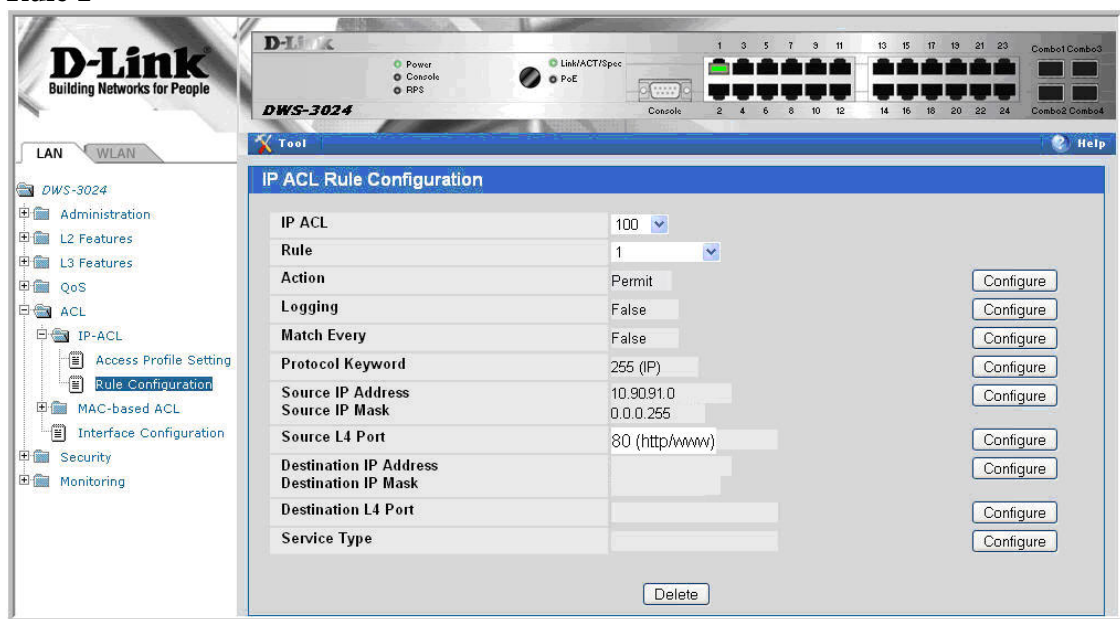 D-Link
Building Networks for People
D-Link
Power
Console
RPS
Link/ACT/Spec
PoE
Console
1 3 5 7 9 11 13 15 17 19 21 23
Combo1 Combo3
2 4 6 8 10 12 14 16 18 20 22 24
Combo2 Combo4
DWS-3024
LAN
WLAN
Tool
Help
DWS-3024
Administration
L2 Features
L3 Features
QoS
ACL
IP-ACL
Access Profile Setting
Rule Configuration
MAC-based ACL
Interface Configuration
Security
Monitoring
IP ACL Rule Configuration
IP ACL 100
Rule 1
Action Permit Configure
Logging False Configure
Match Every False Configure
Protocol Keyword 255 (IP) Configure
Source IP Address 10.90.91.0 Configure
Source IP Mask 0.0.0.255
Source L4 Port 80 (http/www) Configure
Destination IP Address Configure
Destination IP Mask
Destination L4 Port Configure
Service Type Configure
Delete